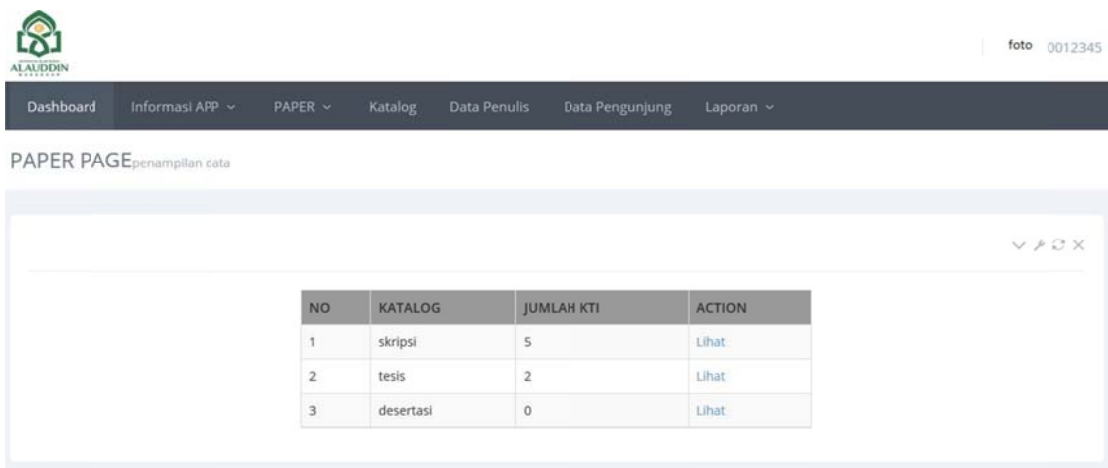 ALAUDDIN
foto 0012345
Dashboard Informasi APP PAPER Katalog Data Penulis Data Pengunjung Laporan
PAPER PAGE penampilan cata
NO KATALOG JUMLAH KTI ACTION
1 skripsi 5 Lihat
2 tesis 2 Lihat
3 desertasi 0 Lihat